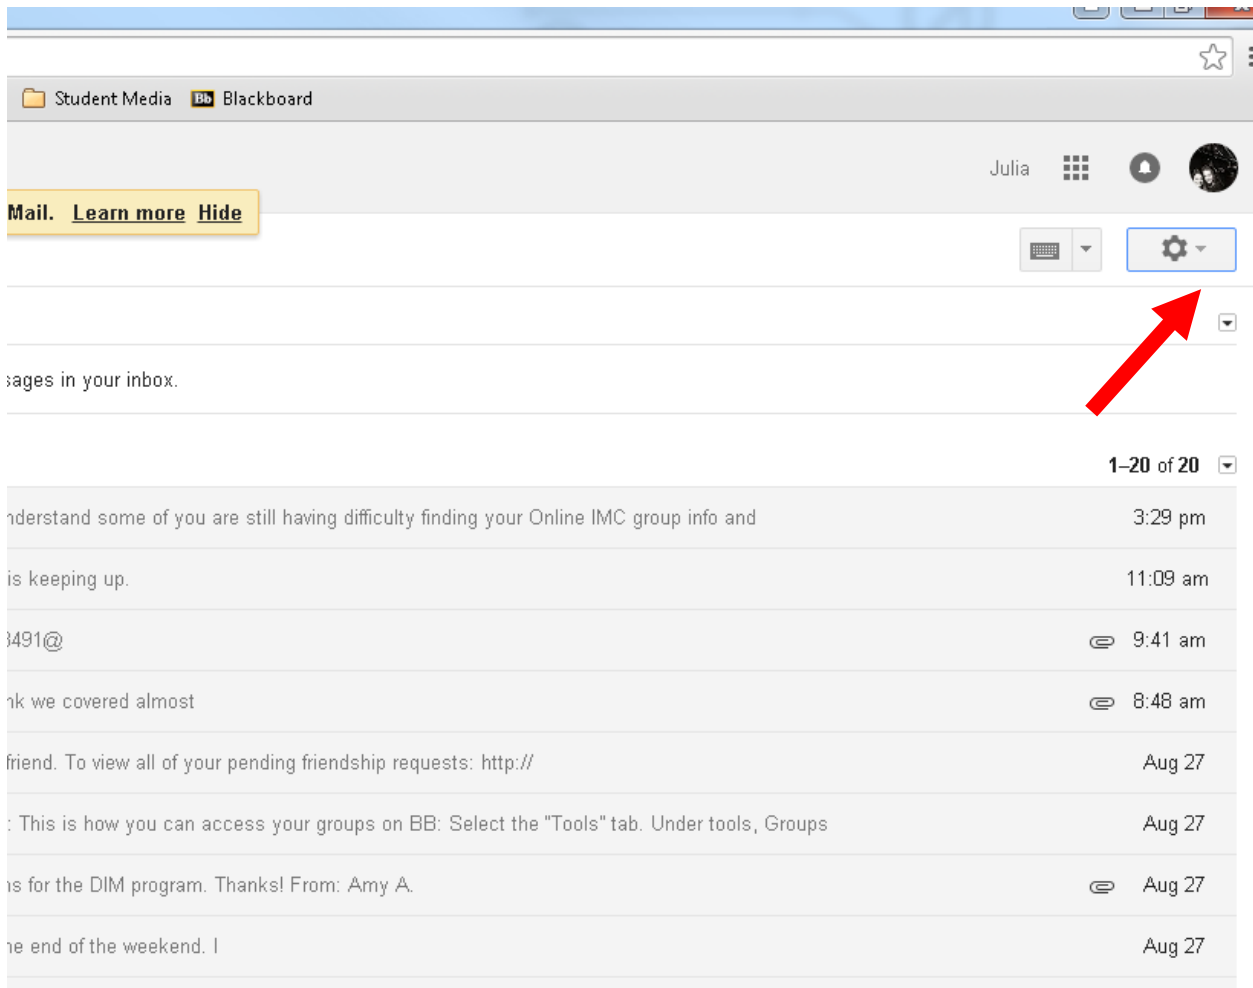 Student Media Bb Blackboard
Julia
Mail. Learn more Hide
sages in your inbox.
1–20 of 20
nderstand some of you are still having difficulty finding your Online IMC group info and 3:29 pm
is keeping up. 11:09 am
3491@ 9:41 am
nk we covered almost 8:48 am
friend. To view all of your pending friendship requests: http:// Aug 27
: This is how you can access your groups on BB: Select the "Tools" tab. Under tools, Groups Aug 27
ns for the DIM program. Thanks! From: Amy A. Aug 27
he end of the weekend. I Aug 27